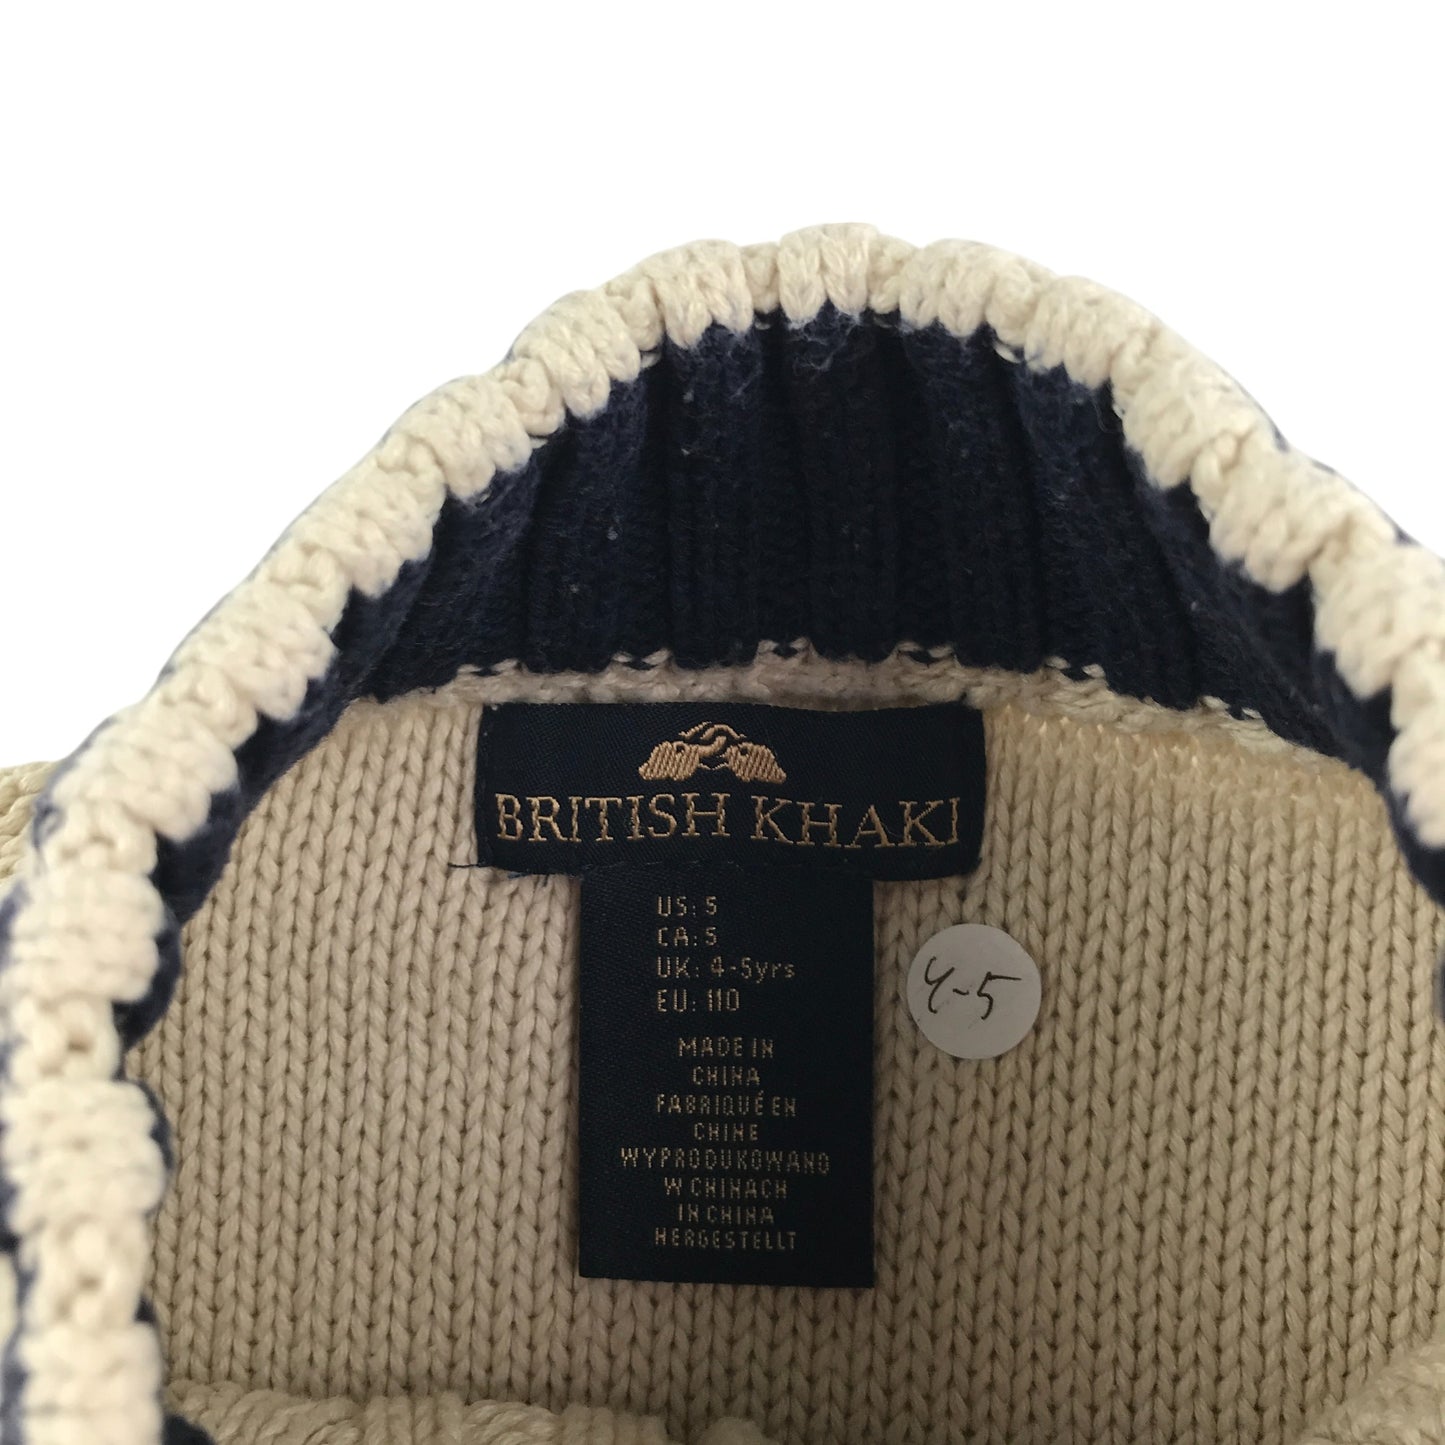 BRITISH KHAKI
US: 5
CA: 5
UK: 4-5yrs
EU: 110
MADE IN
CHINA
FABRIQUÉ EN
CHINE
WYPRODUKOWANO
W CHINACH
IN CHINA
HERGESTELLT
4-5